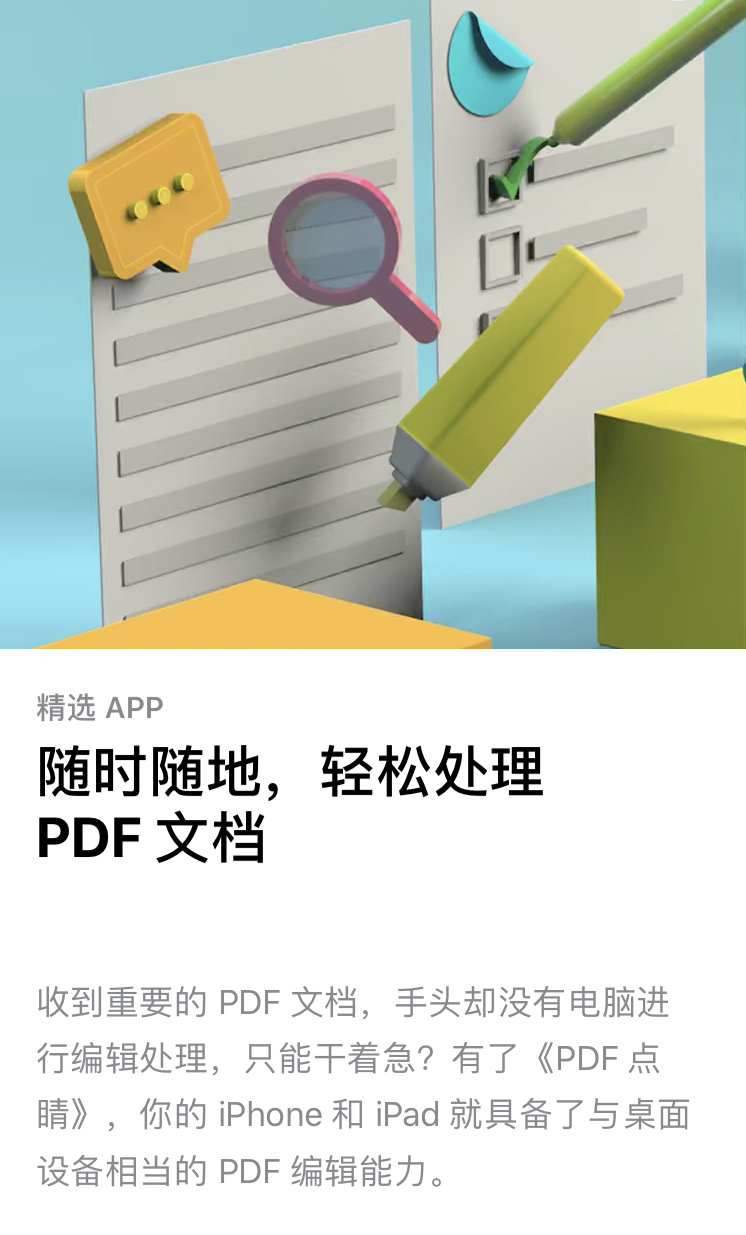 精选 APP
随时随地，轻松处理
PDF 文档
收到重要的 PDF 文档，手头却没有电脑进
行编辑处理，只能干着急？有了《PDF 点
睛》，你的 iPhone 和 iPad 就具备了与桌面
设备相当的 PDF 编辑能力。